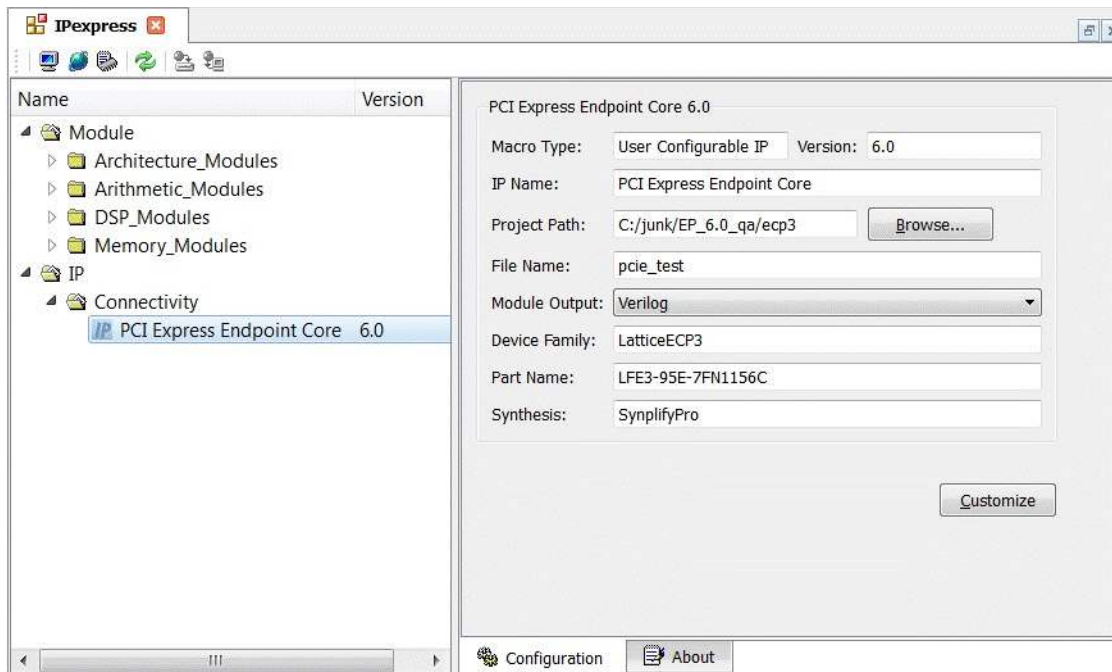 IPexpress
Name Version
Module
Architecture_Modules
Arithmetic_Modules
DSP_Modules
Memory_Modules
IP
Connectivity
IP PCI Express Endpoint Core 6.0
PCI Express Endpoint Core 6.0
Macro Type: User Configurable IP Version: 6.0
IP Name: PCI Express Endpoint Core
Project Path: C:/junk/EP_6.0_qa/ecp3 Browse...
File Name: pcie_test
Module Output: Verilog
Device Family: LatticeECP3
Part Name: LFE3-95E-7FN1156C
Synthesis: SynplifyPro
Customize
Configuration About